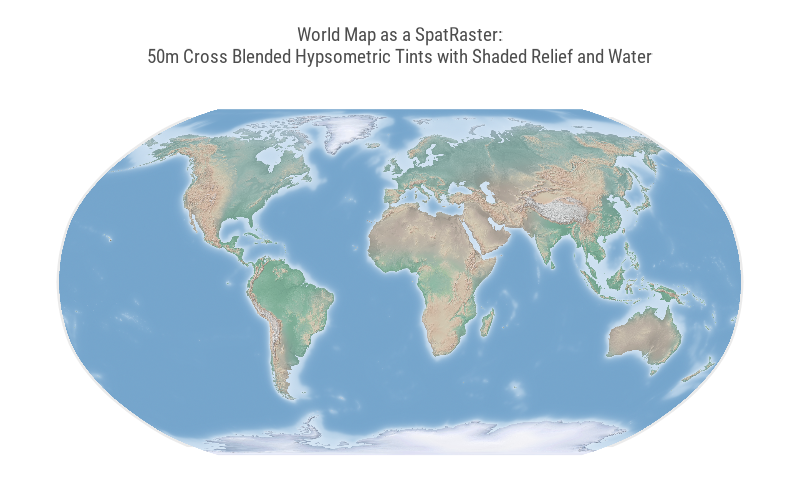 World Map as a SpatRaster:
50m Cross Blended Hypsometric Tints with Shaded Relief and Water